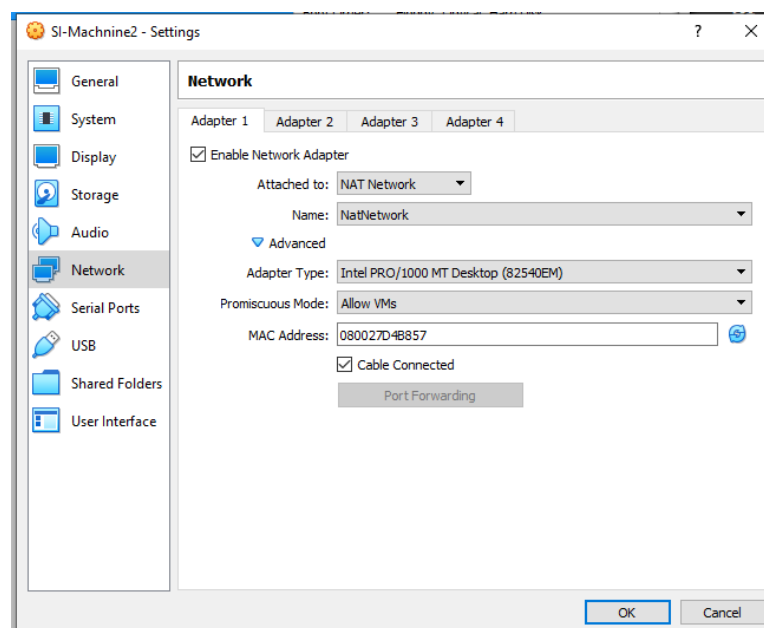 SI-Machnine2 - Settings
? X
General
System
Display
Storage
Audio
Network
Serial Ports
USB
Shared Folders
User Interface
Network
Adapter 1 Adapter 2 Adapter 3 Adapter 4
Enable Network Adapter
Attached to: NAT Network
Name: NatNetwork
Advanced
Adapter Type: Intel PRO/1000 MT Desktop (82540EM)
Promiscuous Mode: Allow VMs
MAC Address: 080027D4B857
Cable Connected
Port Forwarding
OK Cancel